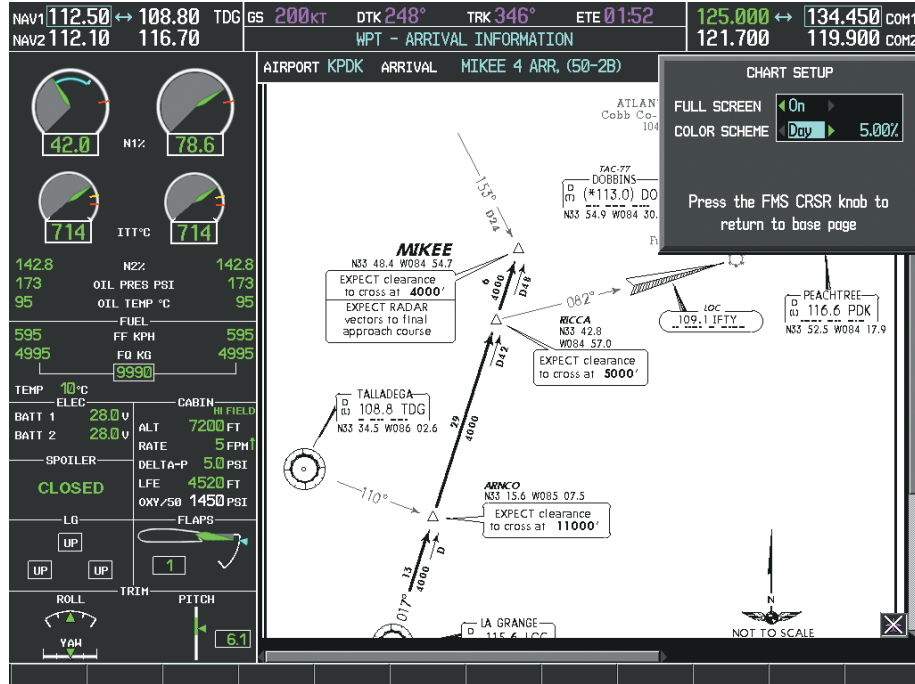 NAV1 112.50 ↔ 108.80 TDG
NAV2 112.10 116.70
GS 200KT DTK 248° TRK 346° ETE 01:52
WPT – ARRIVAL INFORMATION
125.000 ↔ 134.450 COM1
121.700 119.900 COM2
AIRPORT KPDK ARRIVAL MIKEE 4 ARR, (50-2B)
42.0 N1% 78.6
714 ITT°C 714
142.8 N2% 142.8
173 OIL PRES PSI 173
95 OIL TEMP °C 95
FUEL
595 FF KPH 595
4995 FQ KG 4995
9990
TEMP 10°C
ELEC
BATT 1 28.0 V
BATT 2 28.0 V
SPOILER
CLOSED
CABIN
HI FIELD
ALT 7200 FT
RATE 5 FPM↑
DELTA-P 5.0 PSI
LFE 4520 FT
OXY/50 1450 PSI
LG
UP
UP UP
FLAPS
1
TRIM
ROLL
YAW
PITCH
6.1
CHART SETUP
FULL SCREEN On
COLOR SCHEME Day 5.00%
Press the FMS CRSR knob to
return to base page
ATLAN
Cobb Co-
104
TAC-77
DOBBINS
D
(*113.0) DO
N33 54.9 W084 30.
153°
D24
MIKEE
N33 48.4 W084 54.7
EXPECT clearance
to cross at 4000'
EXPECT RADAR
vectors to final
approach course
6
4000
D48
082°
LOC
109.1 IFTY
PEACHTREE
D
116.6 PDK
N33 52.5 W084 17.9
RICCA
N33 42.8
W084 57.0
EXPECT clearance
to cross at 5000'
D42
29
4000
TALLADEGA
D
108.8 TDG
N33 34.5 W086 02.6
110°
ARNCO
N33 15.6 W085 07.5
EXPECT clearance
to cross at 11000'
13
4000
D
017°
LA GRANGE
D
115.6 LGC
N
NOT TO SCALE